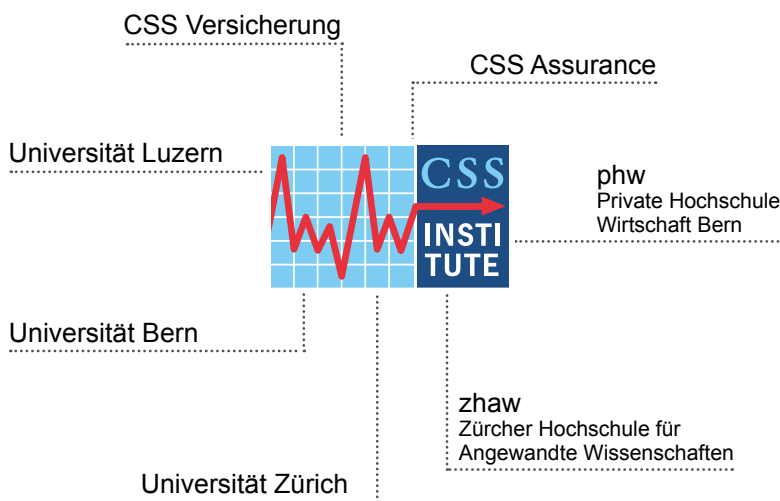 CSS Versicherung
CSS Assurance
Universität Luzern
CSS
INSTI
TUTE
phw
Private Hochschule
Wirtschaft Bern
Universität Bern
zhaw
Zürcher Hochschule für
Angewandte Wissenschaften
Universität Zürich